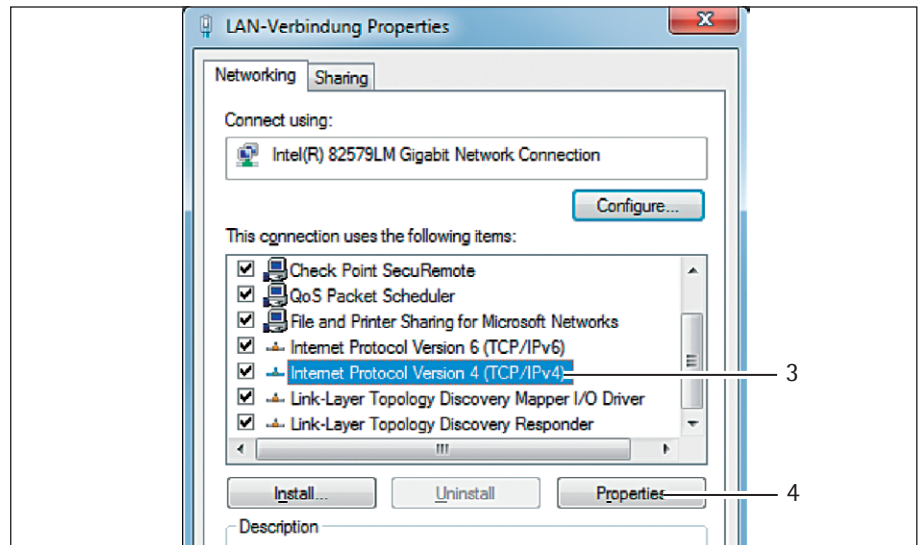 LAN-Verbindung Properties
x
Networking Sharing
Connect using:
Intel(R) 82579LM Gigabit Network Connection
Configure...
This connection uses the following items:
Check Point SecuRemote
QoS Packet Scheduler
File and Printer Sharing for Microsoft Networks
Internet Protocol Version 6 (TCP/IPv6)
Internet Protocol Version 4 (TCP/IPv4) 3
Link-Layer Topology Discovery Mapper I/O Driver
Link-Layer Topology Discovery Responder
Install... Uninstall Properties 4
Description